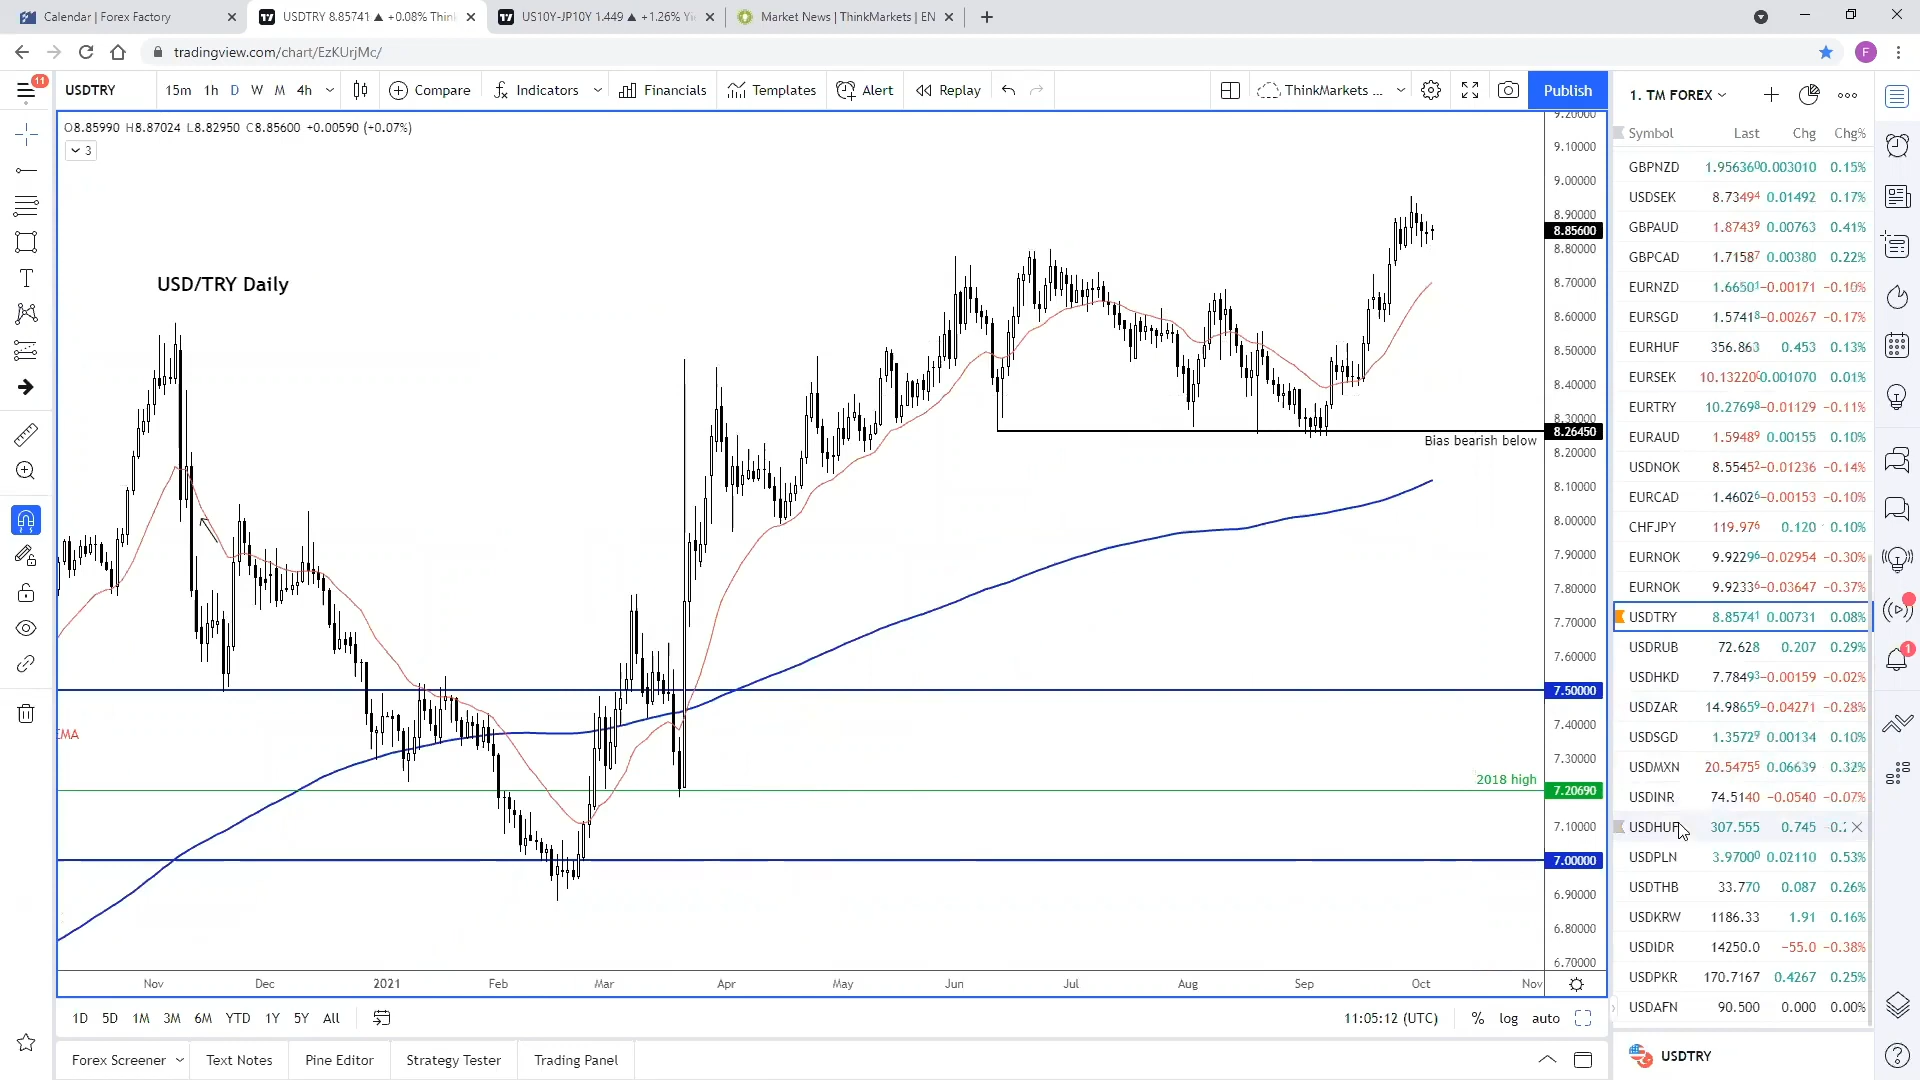 Calendar | Forex Factory
USDTRY 8.85741 ▲ +0.08% Thin
US10Y-JP10Y 1.449 ▲ +1.26% Yi
Market News | ThinkMarkets | EN
tradingview.com/chart/EzKUrjMc/
F
11
USDTRY 15m 1h D W M 4h Compare Indicators Financials Templates Alert Replay ThinkMarkets ... Publish
O8.85990 H8.87024 L8.82950 C8.85600 +0.00590 (+0.07%)
3
USD/TRY Daily
Bias bearish below
EMA
2018 high
9.20000
9.10000
9.00000
8.90000
8.85600
8.80000
8.70000
8.60000
8.50000
8.40000
8.30000
8.26450
8.20000
8.10000
8.00000
7.90000
7.80000
7.70000
7.60000
7.50000
7.40000
7.30000
7.20690
7.10000
7.00000
6.90000
6.80000
6.70000
Nov Dec 2021 Feb Mar Apr May Jun Jul Aug Sep Oct Nov
1D 5D 1M 3M 6M YTD 1Y 5Y All
11:05:12 (UTC) % log auto
Forex Screener Text Notes Pine Editor Strategy Tester Trading Panel
1. TM FOREX
Symbol Last Chg Chg%
GBPNZD 1.956360 0.003010 0.15%
USDSEK 8.73494 0.01492 0.17%
GBPAUD 1.87439 0.00763 0.41%
GBPCAD 1.71587 0.00380 0.22%
EURNZD 1.66501 −0.00171 −0.10%
EURSGD 1.57418 −0.00267 −0.17%
EURHUF 356.863 0.453 0.13%
EURSEK 10.13220 0.001070 0.01%
EURTRY 10.27698 −0.01129 −0.11%
EURAUD 1.59489 0.00155 0.10%
USDNOK 8.55452 −0.01236 −0.14%
EURCAD 1.46026 −0.00153 −0.10%
CHFJPY 119.976 0.120 0.10%
EURNOK 9.92296 −0.02954 −0.30%
EURNOK 9.92336 −0.03647 −0.37%
USDTRY 8.85741 0.00731 0.08%
USDRUB 72.628 0.207 0.29%
USDHKD 7.78493 −0.00159 −0.02%
USDZAR 14.98659 −0.04271 −0.28%
USDSGD 1.35729 0.00134 0.10%
USDMXN 20.54755 0.06639 0.32%
USDINR 74.5140 −0.0540 −0.07%
USDHUF 307.555 0.745
USDPLN 3.97000 0.02110 0.53%
USDTHB 33.770 0.087 0.26%
USDKRW 1186.33 1.91 0.16%
USDIDR 14250.0 −55.0 −0.38%
USDPKR 170.7167 0.4267 0.25%
USDAFN 90.500 0.000 0.00%
USDTRY
1